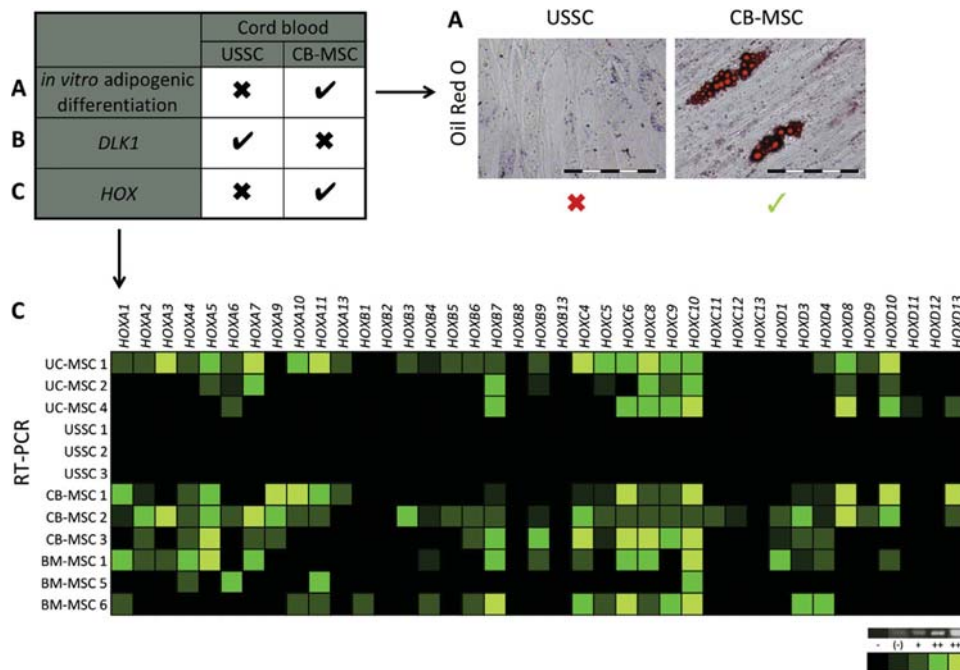 Cord blood
USSC CB-MSC
A in vitro adipogenic differentiation
B DLK1
C HOX
A USSC CB-MSC
Oil Red O
C HOXA1 HOXA2 HOXA3 HOXA4 HOXA5 HOXA6 HOXA7 HOXA9 HOXA10 HOXA11 HOXA13 HOXB1 HOXB2 HOXB3 HOXB4 HOXB5 HOXB6 HOXB7 HOXB8 HOXB9 HOXB13 HOXC4 HOXC5 HOXC6 HOXC8 HOXC9 HOXC10 HOXC11 HOXC12 HOXC13 HOXD1 HOXD3 HOXD4 HOXD8 HOXD9 HOXD10 HOXD11 HOXD12 HOXD13
RT-PCR
UC-MSC 1
UC-MSC 2
UC-MSC 4
USSC 1
USSC 2
USSC 3
CB-MSC 1
CB-MSC 2
CB-MSC 3
BM-MSC 1
BM-MSC 5
BM-MSC 6
- (-) + ++